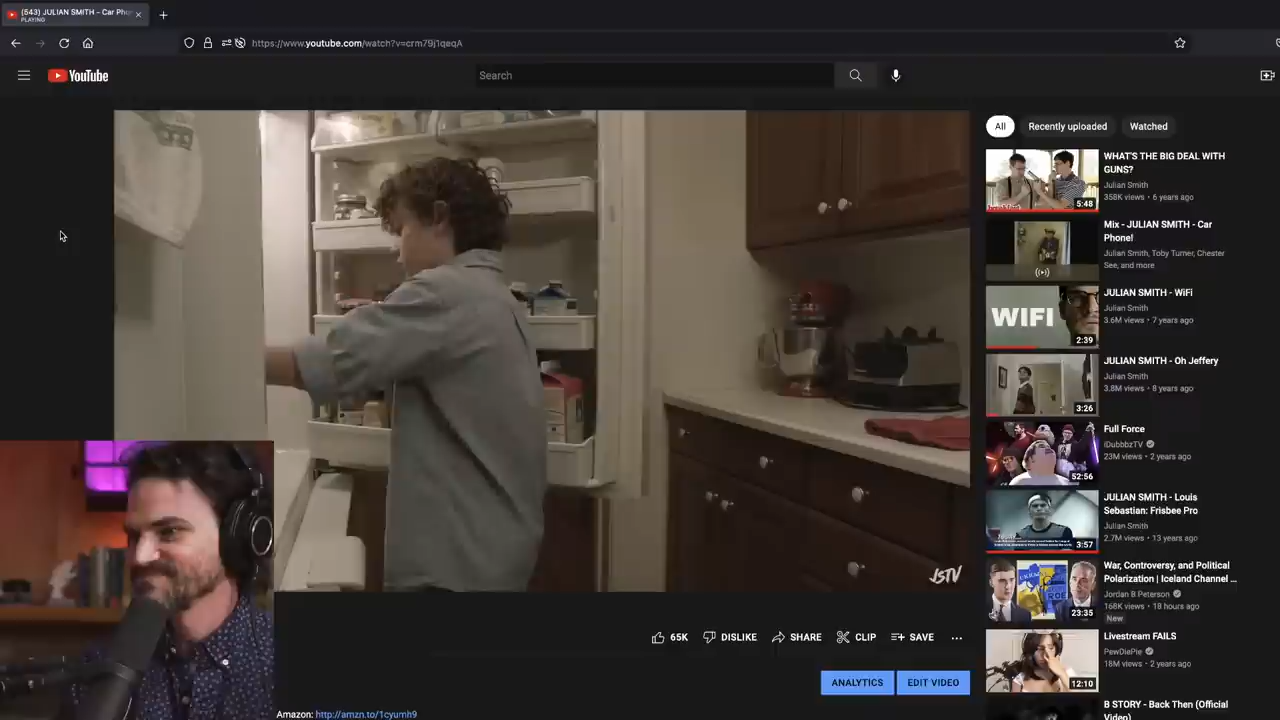 (543) JULIAN SMITH - Car Pho
PLAYING
https://www.youtube.com/watch?v=crm79j1qeqA
YouTube
Search
All
Recently uploaded
Watched
WHAT'S THE BIG DEAL WITH
GUNS?
Julian Smith
358K views • 6 years ago
5:48
Mix - JULIAN SMITH - Car
Phone!
Julian Smith, Toby Turner, Chester
See, and more
JULIAN SMITH - WiFi
Julian Smith
3.6M views • 7 years ago
WIFI
2:39
JULIAN SMITH - Oh Jeffery
Julian Smith
3.8M views • 8 years ago
3:26
Full Force
iDubbbzTV
23M views • 2 years ago
52:56
JULIAN SMITH - Louis
Sebastian: Frisbee Pro
Julian Smith
2.7M views • 13 years ago
3:57
War, Controversy, and Political
Polarization | Iceland Channel ...
Jordan B Peterson
168K views • 18 hours ago
New
23:35
Livestream FAILS
PewDiePie
18M views • 2 years ago
12:10
B STORY - Back Then (Official
Video)
JSTV
65K
DISLIKE
SHARE
CLIP
SAVE
ANALYTICS
EDIT VIDEO
Amazon: http://amzn.to/1cyumh9